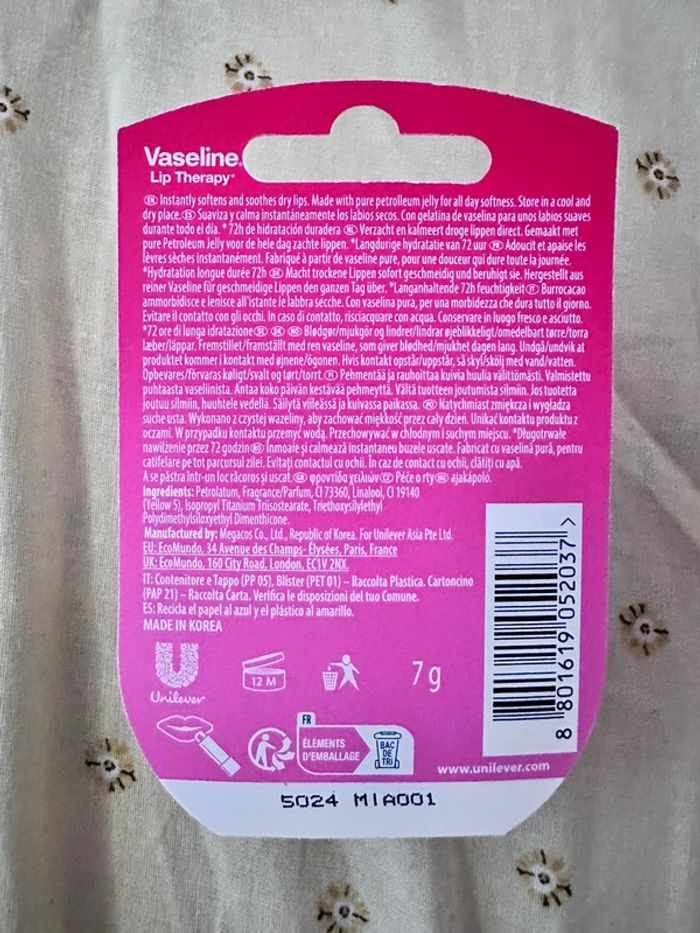 Vaseline.
Lip Therapy®
EN Instantly softens and soothes dry lips. Made with pure petrolleum jelly for all day softness. Store in a cool and
dry place. ES Suaviza y calma instantáneamente los labios secos. Con gelatina de vaselina para unos labios suaves
durante todo el día. * 72h de hidratación duradera NL Verzacht en kalmeert droge lippen direct. Gemaakt met
pure Petroleum Jelly voor de hele dag zachte lippen. *Langdurige hydratatie van 72 uur FR Adoucit et apaise les
lèvres sèches instantanément. Fabriqué à partir de vaseline pure, pour une douceur qui dure toute la journée.
*Hydratation longue durée 72h DE Macht trockene Lippen sofort geschmeidig und beruhigt sie. Hergestellt aus
reiner Vaseline für geschmeidige Lippen den ganzen Tag über. *Langanhaltende 72h feuchtigkeit IT Burrocacao
ammorbidisce e lenisce all'istante le labbra secche. Con vaselina pura, per una morbidezza che dura tutto il giorno.
Evitare il contatto con gli occhi. In caso di contatto, risciacquare con acqua. Conservare in luogo fresco e asciutto.
*72 ore di lunga idratazione SE DK NO Blødgør/mjukgör og lindrer/lindrar øjeblikkeligt/omedelbart tørre/torra
læber/läppar. Fremstillet/framställt med ren vaseline, som giver blødhed/mjukhet dagen lang. Undgå/undvik at
produktet kommer i kontakt med øjnene/ögonen. Hvis kontakt opstår/uppstår, så skyl/skölj med vand/vatten.
Opbevares/förvaras køligt/svalt og tørt/torrt. FI Pehmentää ja rauhoittaa kuivia huulia välittömästi. Valmistettu
puhtaasta vaseliinista. Antaa koko päivän kestävää pehmeyttä. Vältä tuotteen joutumista silmiin. Jos tuotetta
joutuu silmiin, huuhtele vedellä. Säilytä viileässä ja kuivassa paikassa. PL Natychmiast zmiękcza i wygładza
suche usta. Wykonano z czystej wazeliny, aby zachować miękkość przez cały dzień. Unikać kontaktu produktu z
oczami. W przypadku kontaktu przemyć wodą. Przechowywać w chłodnym i suchym miejscu. *Długotrwałe
nawilżenie przez 72 godzin RO Înmoaie și calmează instantaneu buzele uscate. Fabricat cu vaselină pură, pentru
catifelare pe tot parcursul zilei. Evitați contactul cu ochii. În caz de contact cu ochii, clătiți cu apă.
A se păstra într-un loc răcoros și uscat. GR φροντίδα χειλιών CZ Péče o rty HU ajakápoló.
Ingredients: Petrolatum, Fragrance/Parfum, CI 73360, Linalool, CI 19140
(Yellow 5), Isopropyl Titanium Triisostearate, Triethoxysilylethyl
Polydimethylsiloxyethyl Dimethicone.
Manufactured by: Megacos Co., Ltd., Republic of Korea. For Unilever Asia Pte Ltd.
EU: EcoMundo, 34 Avenue des Champs- Élysées, Paris, France
UK: EcoMundo, 160 City Road, London, EC1V 2NX.
IT: Contenitore e Tappo (PP 05), Blister (PET 01) – Raccolta Plastica. Cartoncino
(PAP 21) – Raccolta Carta. Verifica le disposizioni del tuo Comune.
ES: Recicla el papel al azul y el plástico al amarillo.
MADE IN KOREA
Unilever
12 M
7 g
FR
ÉLÉMENTS
D'EMBALLAGE
BAC
DE
TRI
8 801619 052037 >
www.unilever.com
5024 MIA001